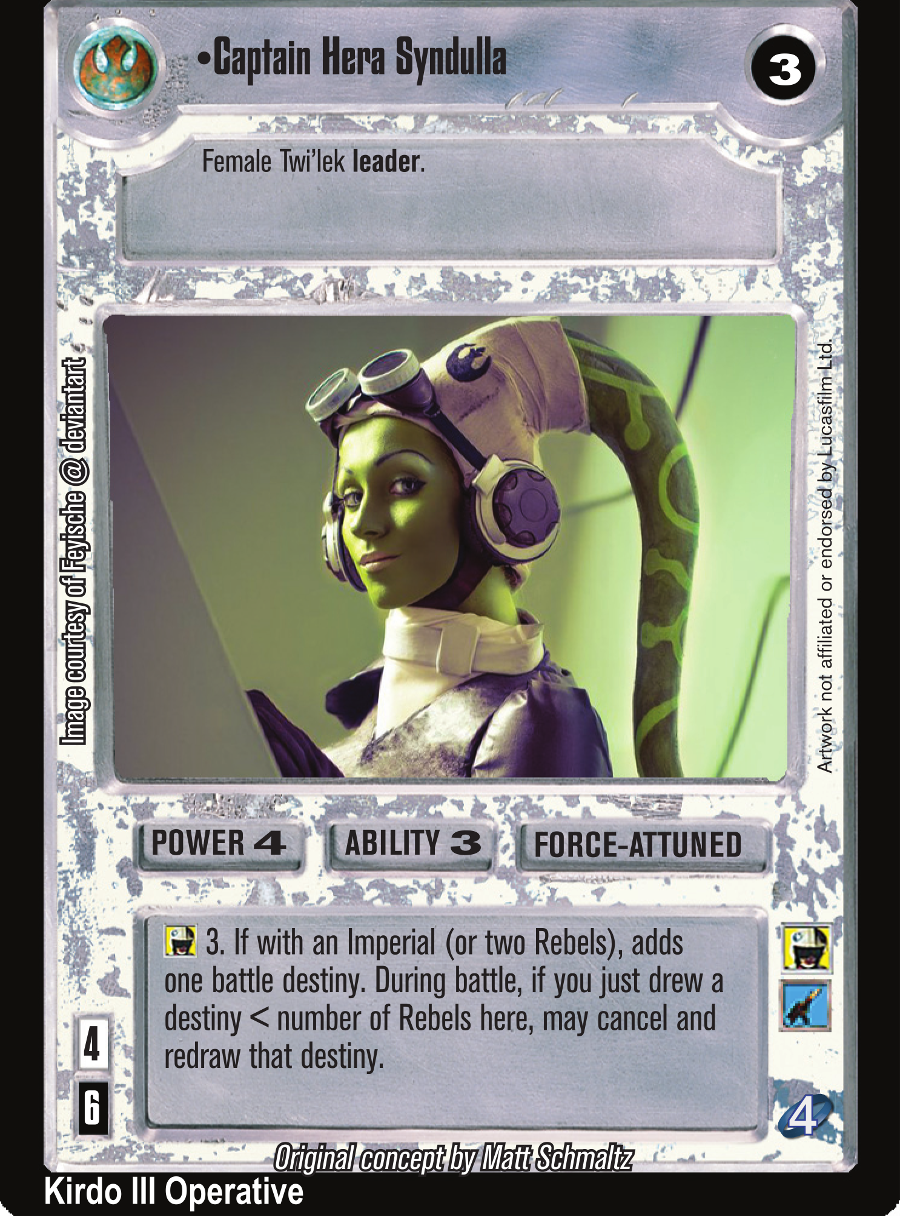 •Captain Hera Syndulla
3
Female Twi’lek leader.
Image courtesy of Feyische @ deviantart
Artwork not affiliated or endorsed by Lucasfilm Ltd.
POWER 4
ABILITY 3
FORCE-ATTUNED
3. If with an Imperial (or two Rebels), adds
one battle destiny. During battle, if you just drew a
destiny < number of Rebels here, may cancel and
redraw that destiny.
4
6
4
Original concept by Matt Schmaltz
Kirdo III Operative